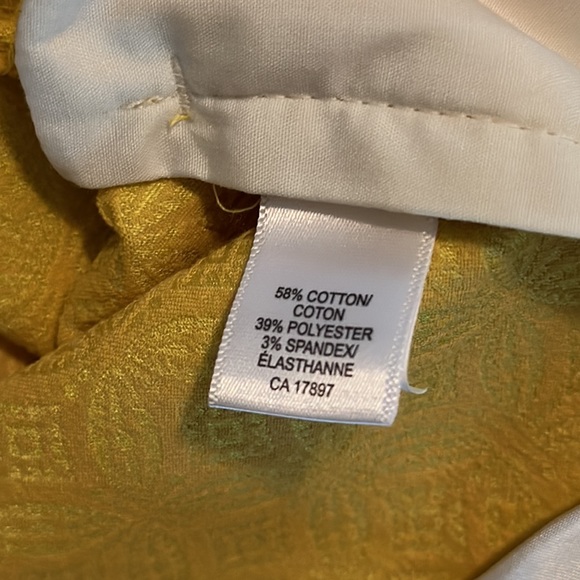 58% COTTON/
COTON
39% POLYESTER
3% SPANDEX/
ÉLASTHANNE
CA 17897